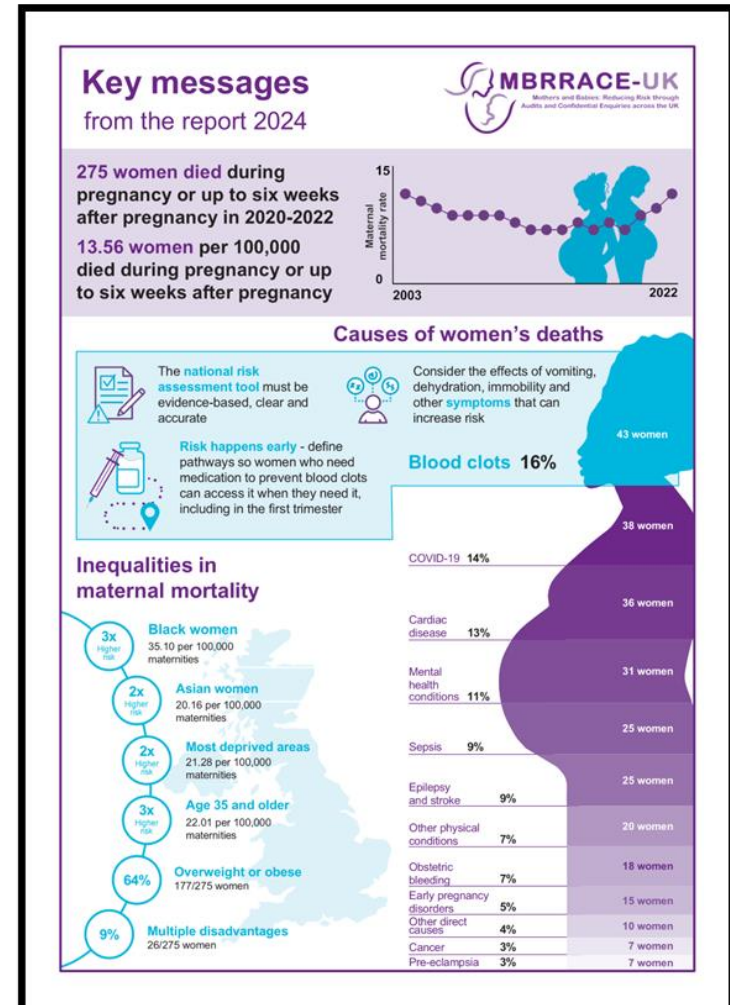 Key messages
from the report 2024
MBRRACE-UK
Mothers and Babies: Reducing Risk through
Audits and Confidential Enquiries across the UK
275 women died during
pregnancy or up to six weeks
after pregnancy in 2020-2022
13.56 women per 100,000
died during pregnancy or up
to six weeks after pregnancy
15
Maternal
mortality rate
0
2003
2022
Causes of women's deaths
The national risk
assessment tool must be
evidence-based, clear and
accurate
Consider the effects of vomiting,
dehydration, immobility and
other symptoms that can
increase risk
Risk happens early - define
pathways so women who need
medication to prevent blood clots
can access it when they need it,
including in the first trimester
Blood clots 16%
43 women
38 women
COVID-19 14%
36 women
Cardiac
disease 13%
31 women
Mental
health
conditions 11%
25 women
Sepsis 9%
25 women
Epilepsy
and stroke 9%
20 women
Other physical
conditions 7%
18 women
Obstetric
bleeding 7%
15 women
Early pregnancy
disorders 5%
10 women
Other direct
causes 4%
7 women
Cancer 3%
7 women
Pre-eclampsia 3%
Inequalities in
maternal mortality
3x
Higher
risk
Black women
35.10 per 100,000
maternities
2x
Higher
risk
Asian women
20.16 per 100,000
maternities
2x
Higher
risk
Most deprived areas
21.28 per 100,000
maternities
3x
Higher
risk
Age 35 and older
22.01 per 100,000
maternities
64%
Overweight or obese
177/275 women
9%
Multiple disadvantages
26/275 women